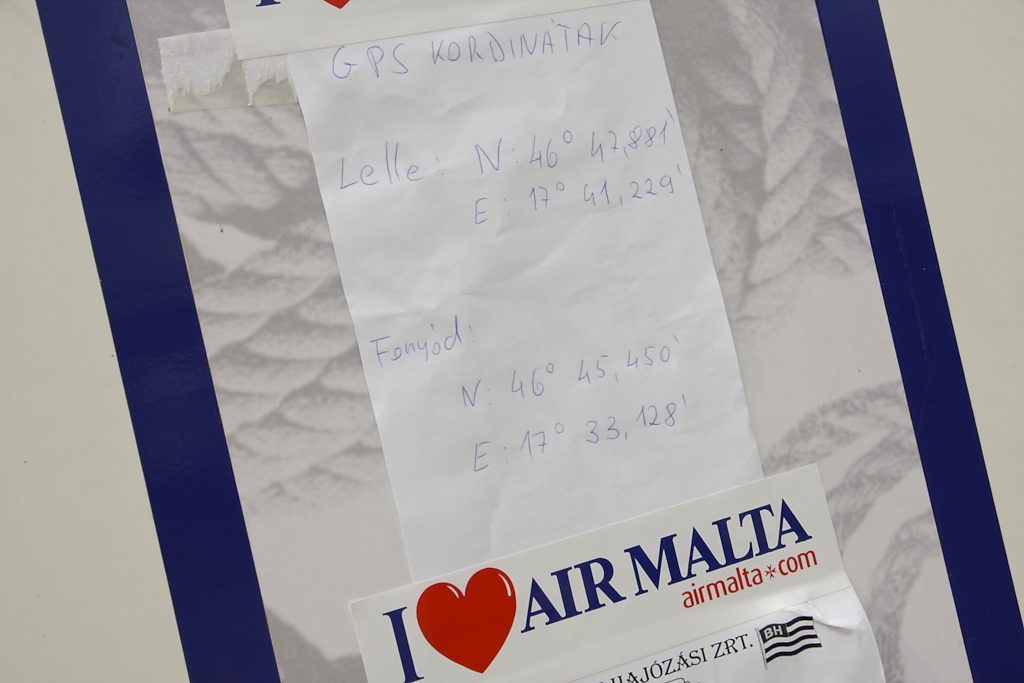 GPS KORDINÁTAK
Lelle: N: 46° 47,881'
E: 17° 41,229'
Fonyód:
N: 46° 45,450'
E: 17° 33,128'
I AIR MALTA
airmalta.com
HAJÓZÁSI ZRT. BH